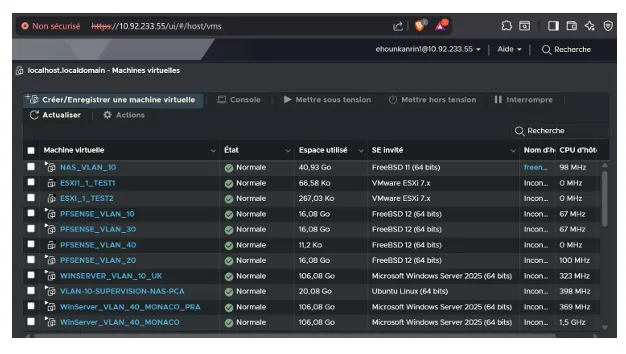 Non sécurisé https://10.92.233.55/ui/#/host/vms
ehounkanrin1@10.92.233.55 Aide Recherche
localhost.localdomain - Machines virtuelles
Créer/Enregistrer une machine virtuelle Console Mettre sous tension Mettre hors tension Interrompre
Actualiser Actions
Recherche
Machine virtuelle État Espace utilisé SE invité Nom d'h CPU d'hôt
NAS_VLAN_10 Normale 40,93 Go FreeBSD 11 (64 bits) freen... 98 MHz
ESXI1_1_TEST1 Normale 66,58 Ko VMware ESXi 7.x Incon... 0 MHz
ESXI_1_TEST2 Normale 267,03 Ko VMware ESXi 7.x Incon... 0 MHz
PFSENSE_VLAN_10 Normale 16,08 Go FreeBSD 12 (64 bits) Incon... 67 MHz
PFSENSE_VLAN_30 Normale 16,08 Go FreeBSD 12 (64 bits) Incon... 67 MHz
PFSENSE_VLAN_40 Normale 11,2 Ko FreeBSD 12 (64 bits) Incon... 0 MHz
PFSENSE_VLAN_20 Normale 16,08 Go FreeBSD 12 (64 bits) Incon... 100 MHz
WINSERVER_VLAN_10_UK Normale 106,08 Go Microsoft Windows Server 2025 (64 bits) Incon... 323 MHz
VLAN-10-SUPERVISION-NAS-PCA Normale 20,08 Go Ubuntu Linux (64 bits) Incon... 398 MHz
WinServer_VLAN_40_MONACO_PRA Normale 106,08 Go Microsoft Windows Server 2025 (64 bits) Incon... 369 MHz
WinServer_VLAN_40_MONACO Normale 106,08 Go Microsoft Windows Server 2025 (64 bits) Incon... 1,5 GHz